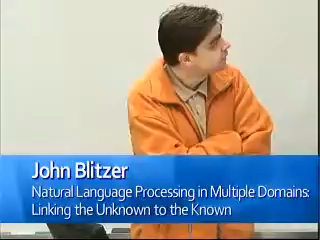 John Blitzer
Natural Language Processing in Multiple Domains:
Linking the Unknown to the Known